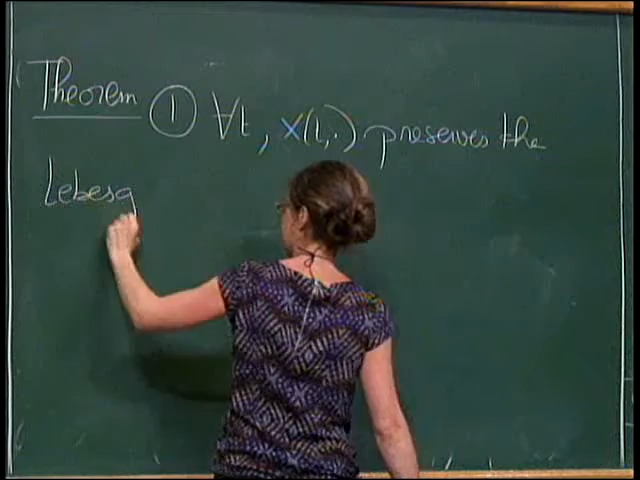 Theorem ① ∀t, X(t,.) preserves the
Lebesg